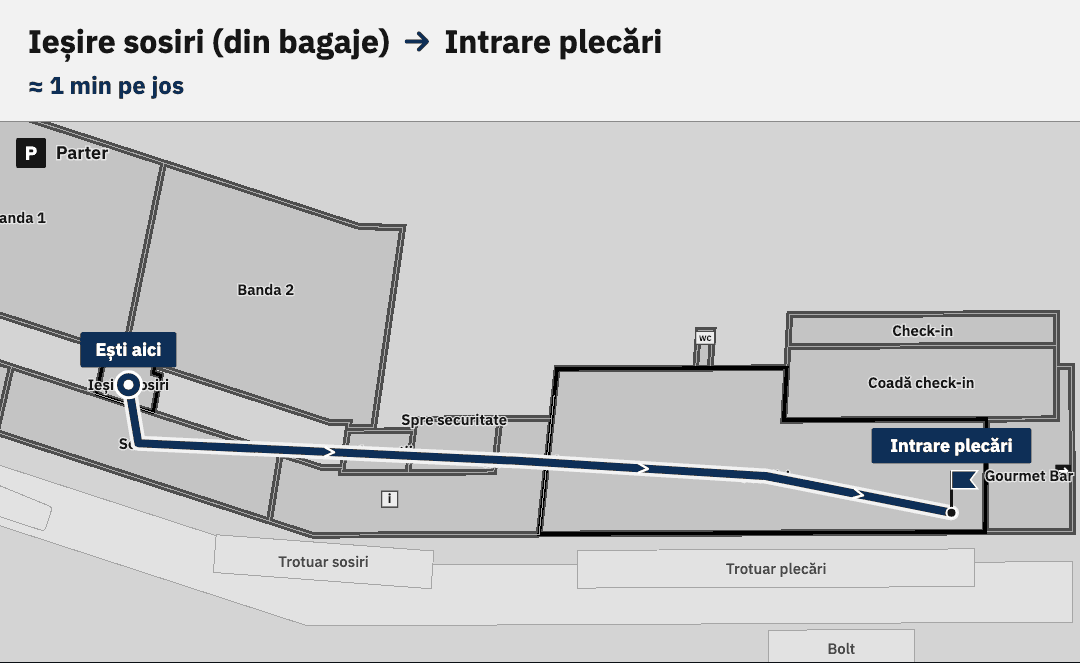 Ieșire sosiri (din bagaje) → Intrare plecări
≈ 1 min pe jos
P Parter
anda 1
Banda 2
Ești aici
Spre securitate
wc
Check-in
Coadă check-in
Intrare plecări
Gourmet Bar
i
Trotuar sosiri
Trotuar plecări
Bolt